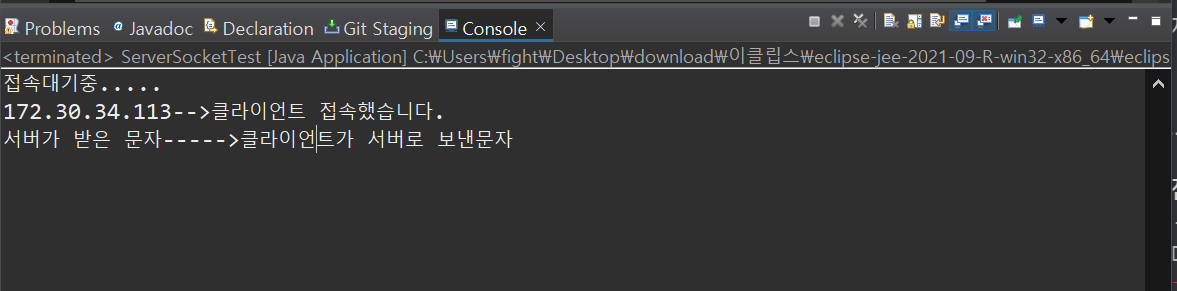 Problems Javadoc Declaration Git Staging Console
<terminated> ServerSocketTest [Java Application] C:₩Users₩fight₩Desktop₩download₩이클립스₩eclipse-jee-2021-09-R-win32-x86_64₩eclips
접속대기중.....
172.30.34.113-->클라이언트 접속했습니다.
서버가 받은 문자----->클라이언트가 서버로 보낸문자